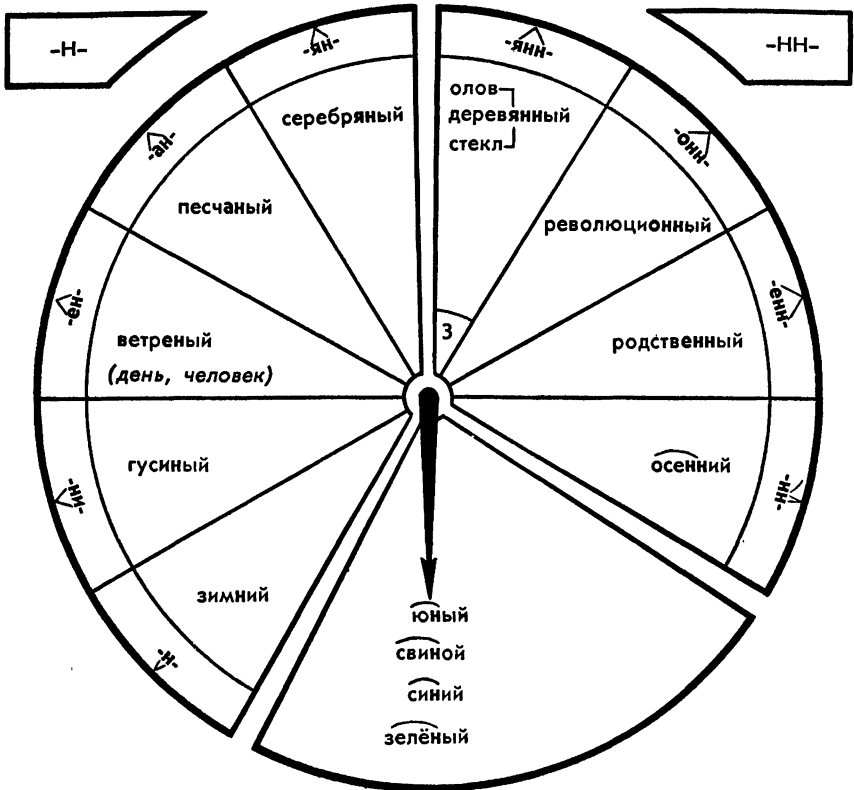 -Н-
-НН-
-ян-
серебряный
-ан-
песчаный
-ен-
ветреный
(день, человек)
-ин-
гусиный
-н-
зимний
-янн-
олов
деревянный
стекл
3
-онн-
революционный
-енн-
родственный
-нн-
осенний
юный
свиной
синий
зелёный